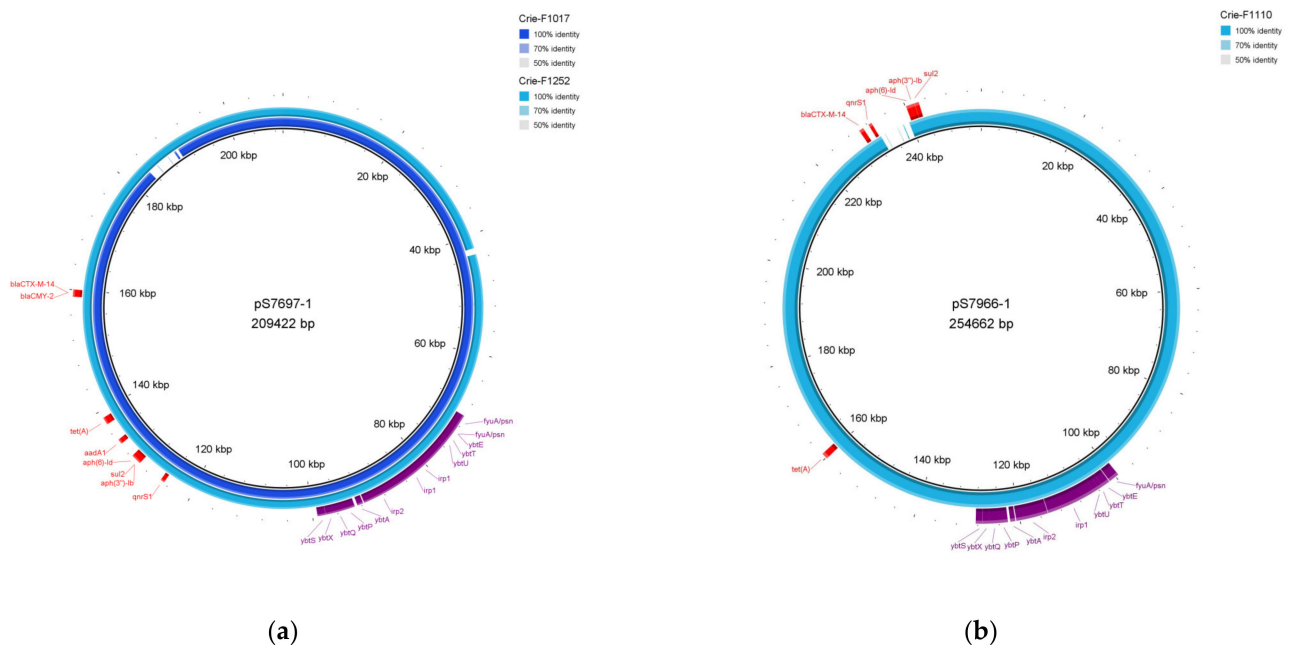 Crie-F1017
100% identity
70% identity
50% identity
Crie-F1252
100% identity
70% identity
50% identity
200 kbp
20 kbp
180 kbp
40 kbp
blaCTX-M-14
blaCMY-2
160 kbp
pS7697-1
209422 bp
60 kbp
140 kbp
80 kbp
tet(A)
aadA1
aph(6)-Id
sul2
aph(3")-Ib
qnrS1
120 kbp
100 kbp
fyuA/psn
fyuA/psn
ybtE
ybtT
ybtU
irp1
irp1
irp2
ybtA
ybtP
ybtQ
ybtX
ybtS
(a)
Crie-F1110
100% identity
70% identity
50% identity
sul2
aph(3")-Ib
aph(6)-Id
qnrS1
blaCTX-M-14
240 kbp
20 kbp
220 kbp
40 kbp
200 kbp
60 kbp
pS7966-1
254662 bp
180 kbp
80 kbp
160 kbp
100 kbp
tet(A)
140 kbp
120 kbp
fyuA/psn
ybtE
ybtT
ybtU
irp1
irp2
ybtA
ybtP
ybtQ
ybtX
ybtS
(b)